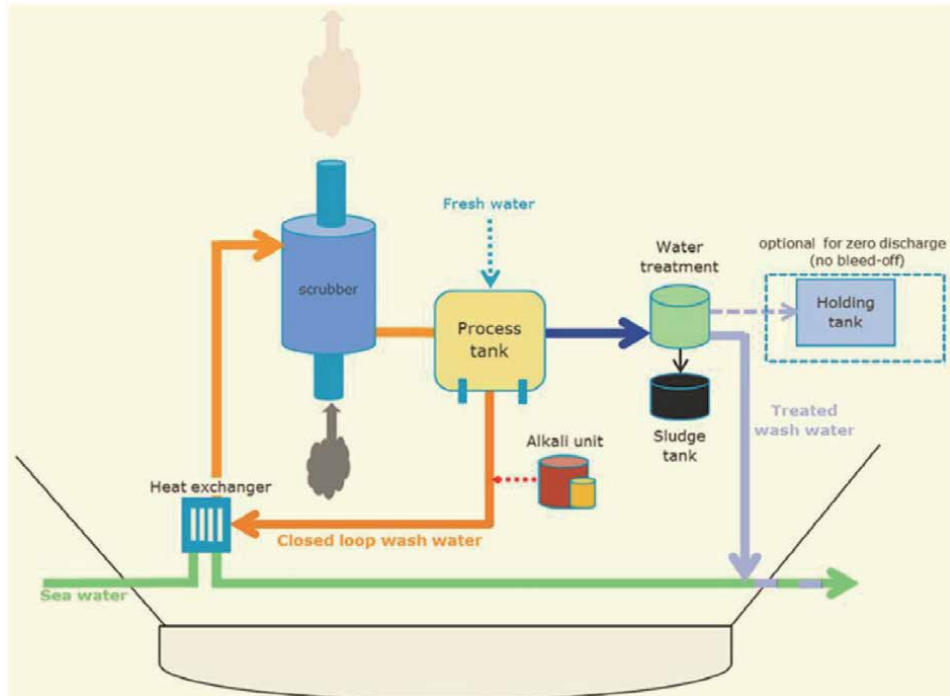 Fresh water
optional for zero discharge
(no bleed-off)
Water
treatment
Holding
tank
scrubber
Process
tank
Treated
wash water
Alkali unit
Sludge
tank
Heat exchanger
Closed loop wash water
Sea water